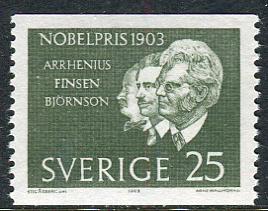 NOBELPRIS 1903
ARRHENIUS
FINSEN
BJÖRNSON
SVERIGE 25